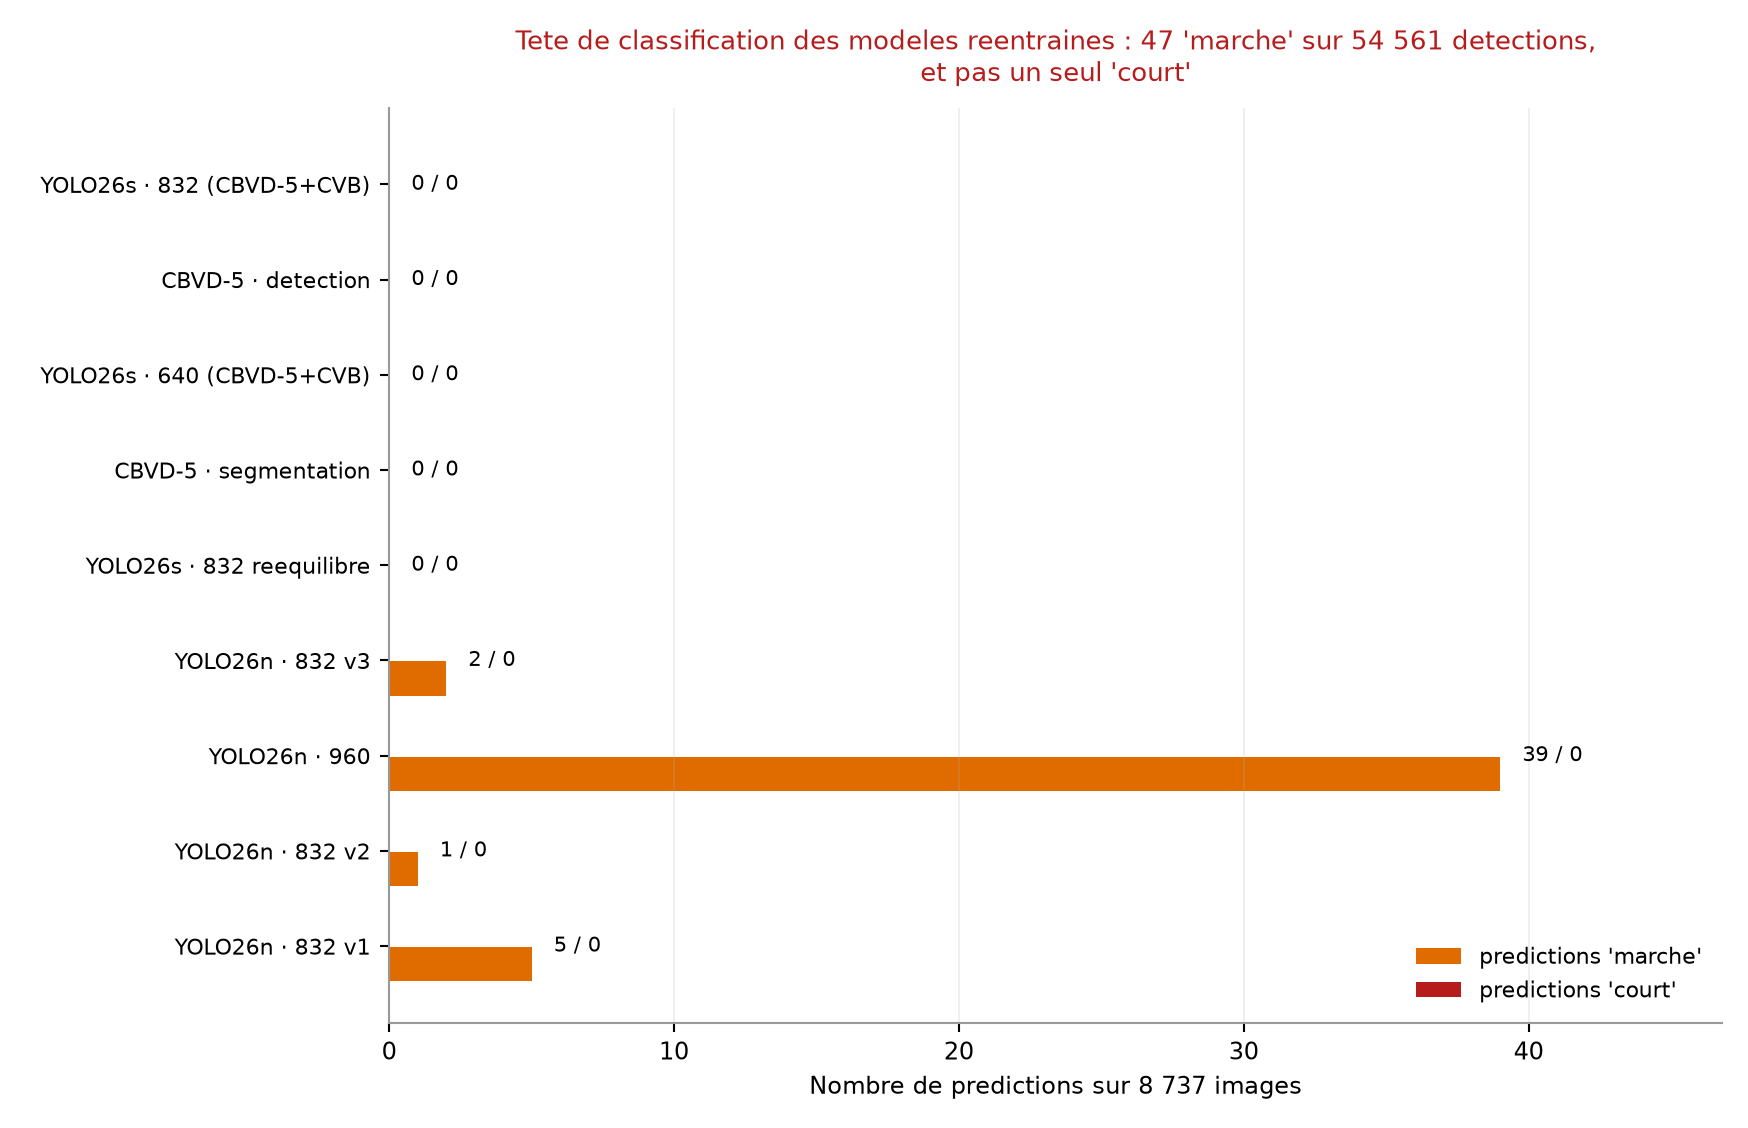 Tete de classification des modeles reentraines : 47 'marche' sur 54 561 detections,
et pas un seul 'court'
YOLO26s · 832 (CBVD-5+CVB)
0 / 0
CBVD-5 · detection
0 / 0
YOLO26s · 640 (CBVD-5+CVB)
0 / 0
CBVD-5 · segmentation
0 / 0
YOLO26s · 832 reequilibre
0 / 0
YOLO26n · 832 v3
2 / 0
YOLO26n · 960
39 / 0
YOLO26n · 832 v2
1 / 0
YOLO26n · 832 v1
5 / 0
predictions 'marche'
predictions 'court'
0 10 20 30 40
Nombre de predictions sur 8 737 images